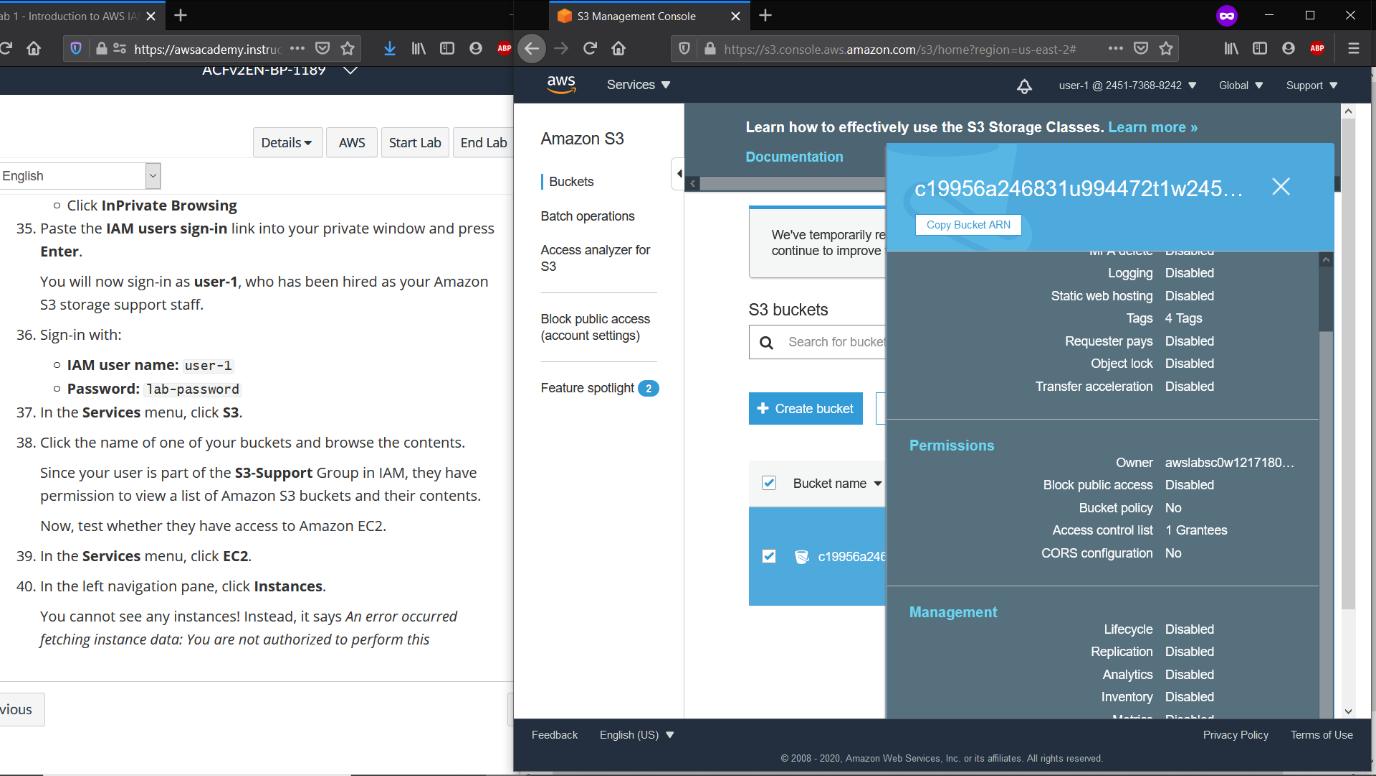 ab 1 - Introduction to AWS IA
https://awsacademy.instruc
ABP
ACFv2EN-BP-1189
Details
AWS
Start Lab
End Lab
English
Click InPrivate Browsing
35. Paste the IAM users sign-in link into your private window and press
Enter.
You will now sign-in as user-1, who has been hired as your Amazon
S3 storage support staff.
36. Sign-in with:
IAM user name: user-1
Password: lab-password
37. In the Services menu, click S3.
38. Click the name of one of your buckets and browse the contents.
Since your user is part of the S3-Support Group in IAM, they have
permission to view a list of Amazon S3 buckets and their contents.
Now, test whether they have access to Amazon EC2.
39. In the Services menu, click EC2.
40. In the left navigation pane, click Instances.
You cannot see any instances! Instead, it says An error occurred
fetching instance data: You are not authorized to perform this
vious
S3 Management Console
https://s3.console.aws.amazon.com/s3/home?region=us-east-2#
ABP
aws
Services
user-1 @ 2451-7368-8242
Global
Support
Amazon S3
Buckets
Batch operations
Access analyzer for
S3
Block public access
(account settings)
Feature spotlight 2
Learn how to effectively use the S3 Storage Classes. Learn more »
Documentation
We've temporarily re
continue to improve
S3 buckets
Search for bucket
Create bucket
Bucket name
c19956a246
c19956a246831u994472t1w245...
Copy Bucket ARN
MFA delete Disabled
Logging Disabled
Static web hosting Disabled
Tags 4 Tags
Requester pays Disabled
Object lock Disabled
Transfer acceleration Disabled
Permissions
Owner awslabsc0w1217180...
Block public access Disabled
Bucket policy No
Access control list 1 Grantees
CORS configuration No
Management
Lifecycle Disabled
Replication Disabled
Analytics Disabled
Inventory Disabled
Metrics Disabled
Feedback
English (US)
Privacy Policy
Terms of Use
© 2008 - 2020, Amazon Web Services, Inc. or its affiliates. All rights reserved.